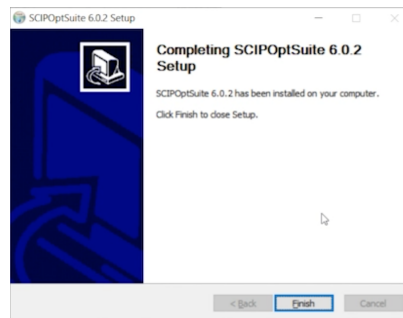 SCIPOptSuite 6.0.2 Setup
Completing SCIPOptSuite 6.0.2
Setup
SCIPOptSuite 6.0.2 has been installed on your computer.
Click Finish to close Setup.
< Back Finish Cancel